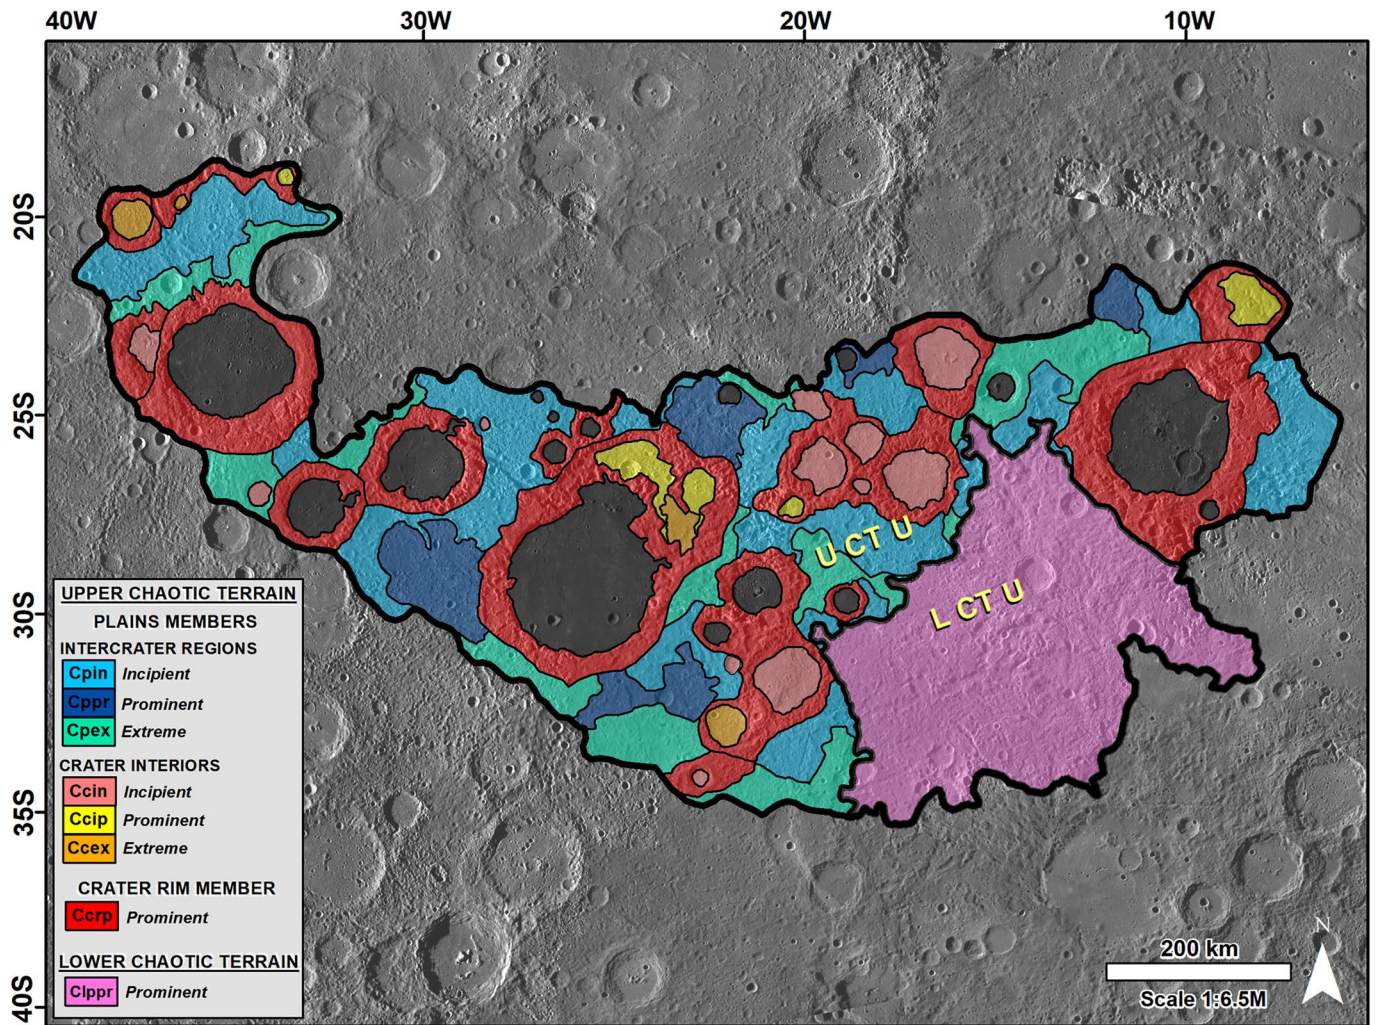 40W 30W 20W 10W
20S
25S
30S
35S
40S
U CT U
L CT U
UPPER CHAOTIC TERRAIN
PLAINS MEMBERS
INTERCRATER REGIONS
Cpin Incipient
Cppr Prominent
Cpex Extreme
CRATER INTERIORS
Ccin Incipient
Ccip Prominent
Ccex Extreme
CRATER RIM MEMBER
Ccrp Prominent
LOWER CHAOTIC TERRAIN
Clppr Prominent
N
200 km
Scale 1:6.5M